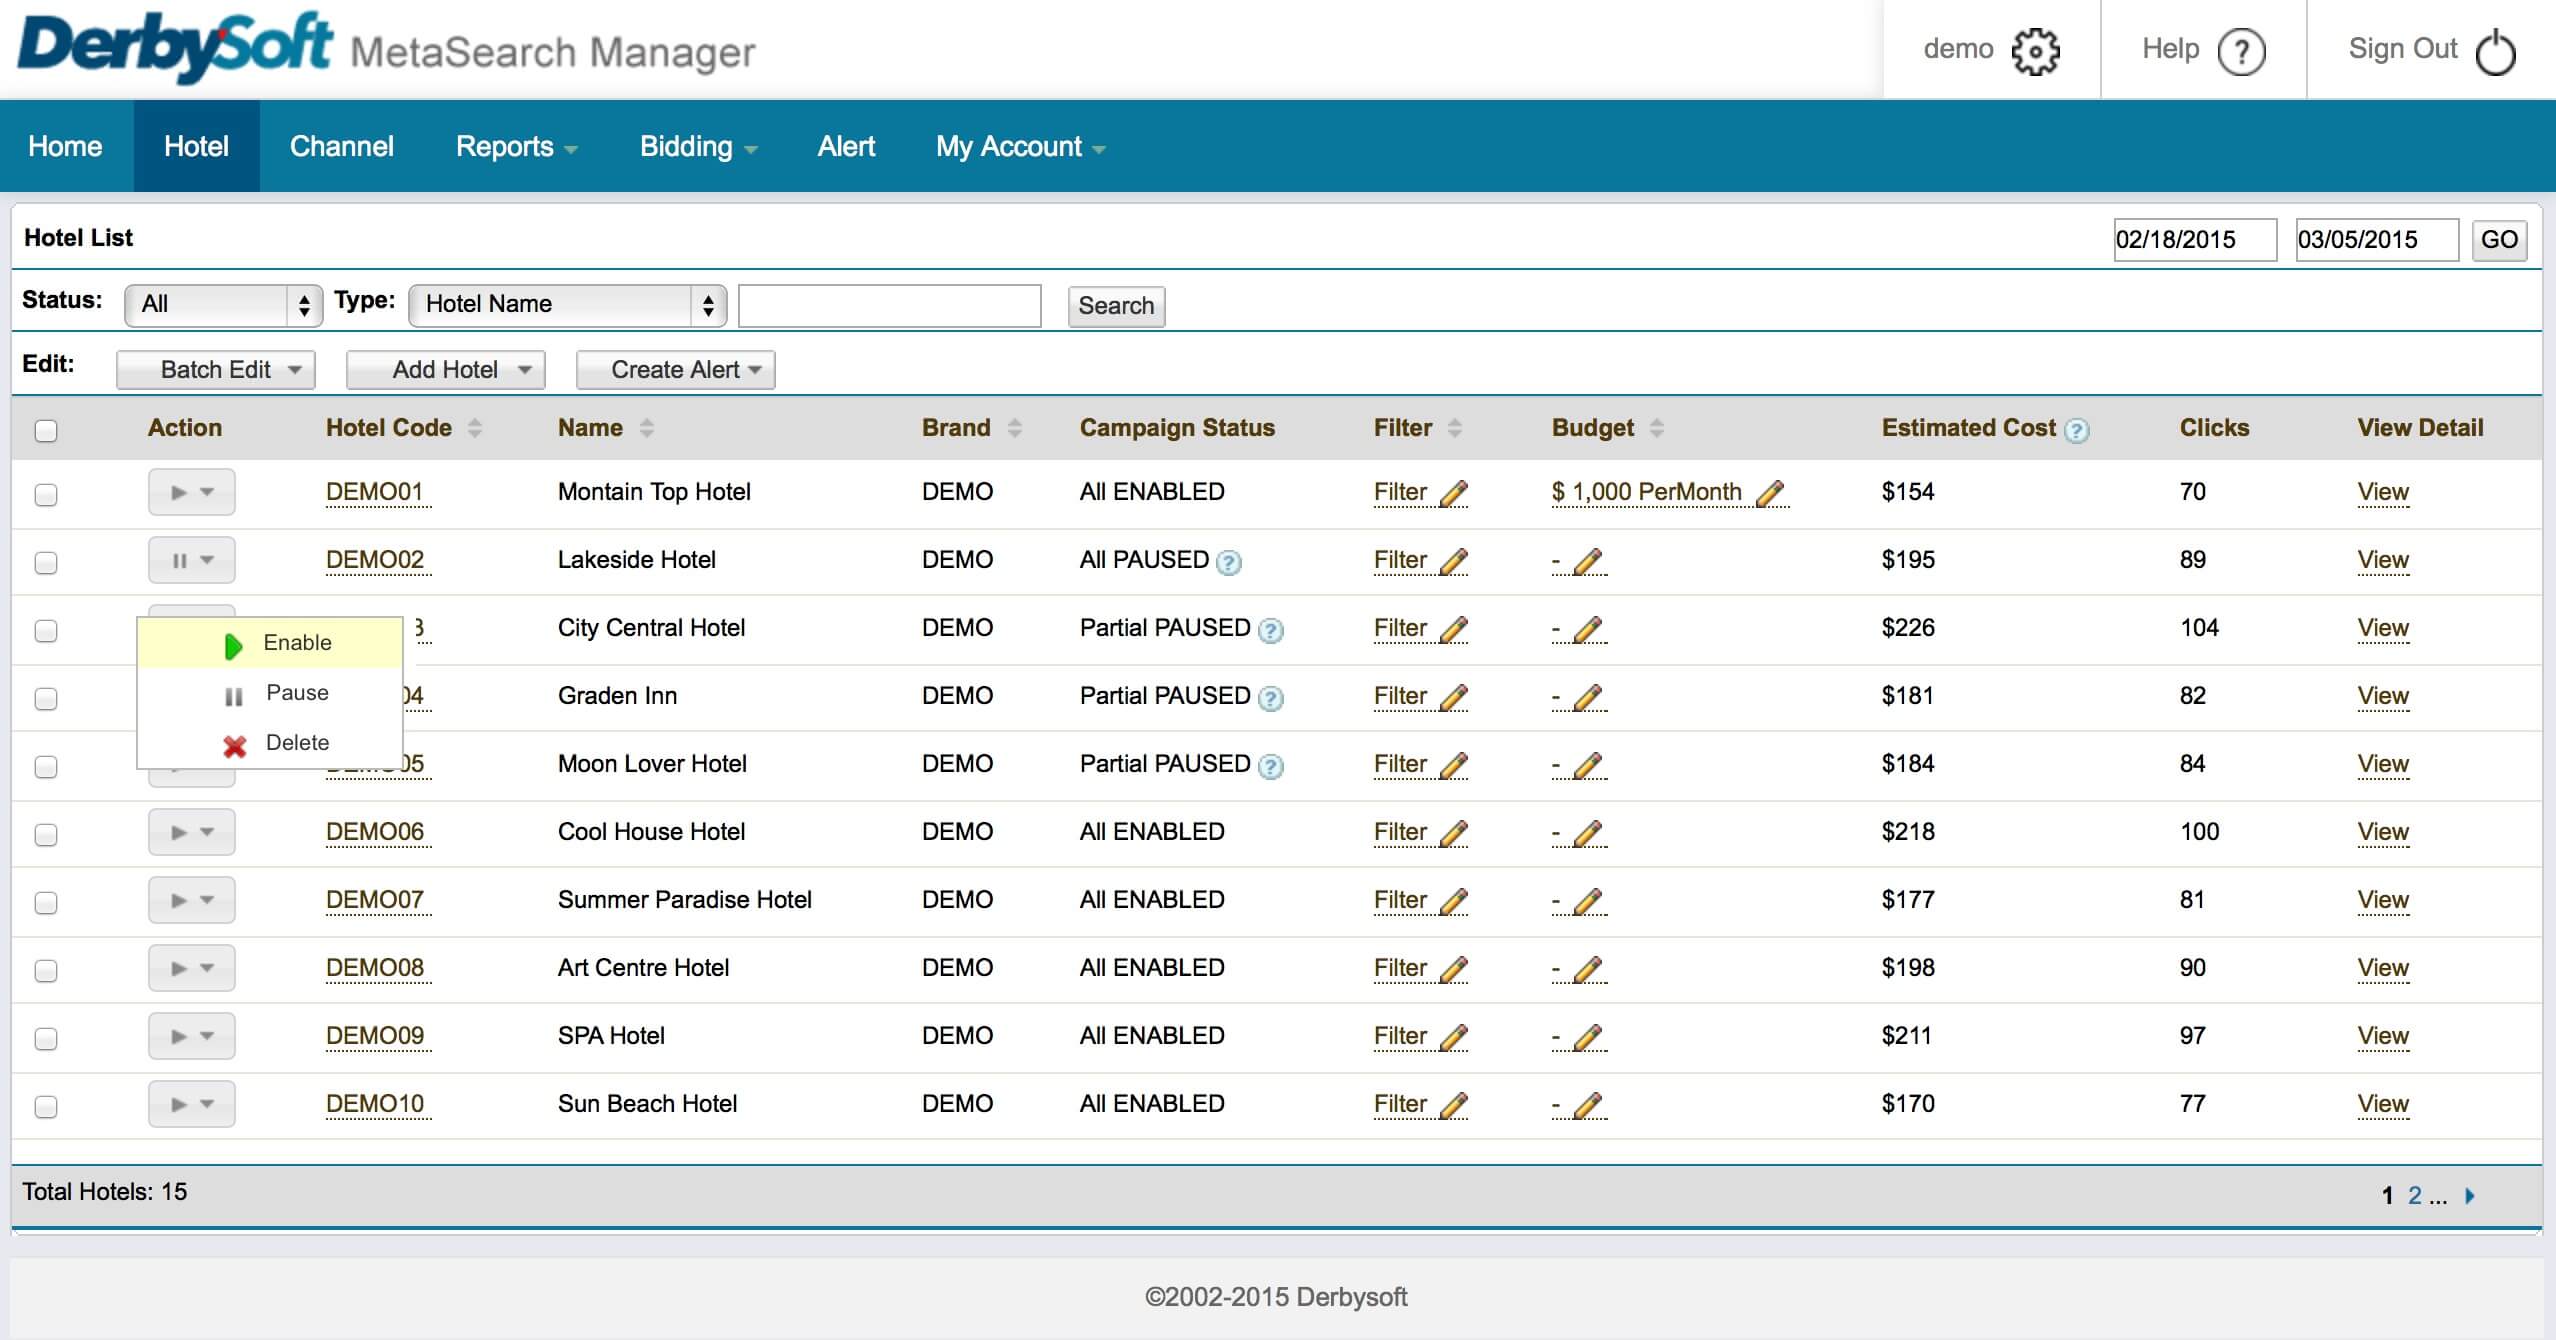 DerbySoft MetaSearch Manager
demo Help ? Sign Out
Home Hotel Channel Reports Bidding Alert My Account
Hotel List 02/18/2015 03/05/2015 GO
Status: All Type: Hotel Name Search
Edit: Batch Edit Add Hotel Create Alert
Action Hotel Code Name Brand Campaign Status Filter Budget Estimated Cost ? Clicks View Detail
DEMO01 Montain Top Hotel DEMO All ENABLED Filter $ 1,000 PerMonth $154 70 View
DEMO02 Lakeside Hotel DEMO All PAUSED ? Filter - $195 89 View
City Central Hotel DEMO Partial PAUSED ? Filter - $226 104 View
Enable
04 Graden Inn DEMO Partial PAUSED ? Filter - $181 82 View
Pause
Delete
05 Moon Lover Hotel DEMO Partial PAUSED ? Filter - $184 84 View
DEMO06 Cool House Hotel DEMO All ENABLED Filter - $218 100 View
DEMO07 Summer Paradise Hotel DEMO All ENABLED Filter - $177 81 View
DEMO08 Art Centre Hotel DEMO All ENABLED Filter - $198 90 View
DEMO09 SPA Hotel DEMO All ENABLED Filter - $211 97 View
DEMO10 Sun Beach Hotel DEMO All ENABLED Filter - $170 77 View
Total Hotels: 15 1 2 ...
©2002-2015 Derbysoft